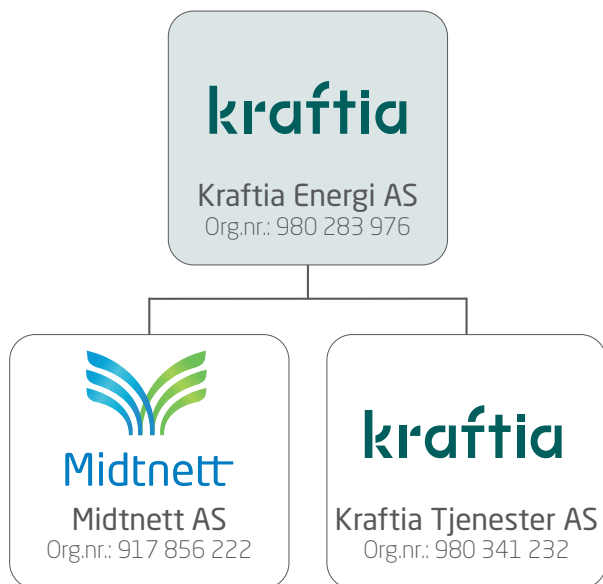 kraftia
Kraftia Energi AS
Org.nr.: 980 283 976
Midtnett
Midtnett AS
Org.nr.: 917 856 222
kraftia
Kraftia Tjenester AS
Org.nr.: 980 341 232